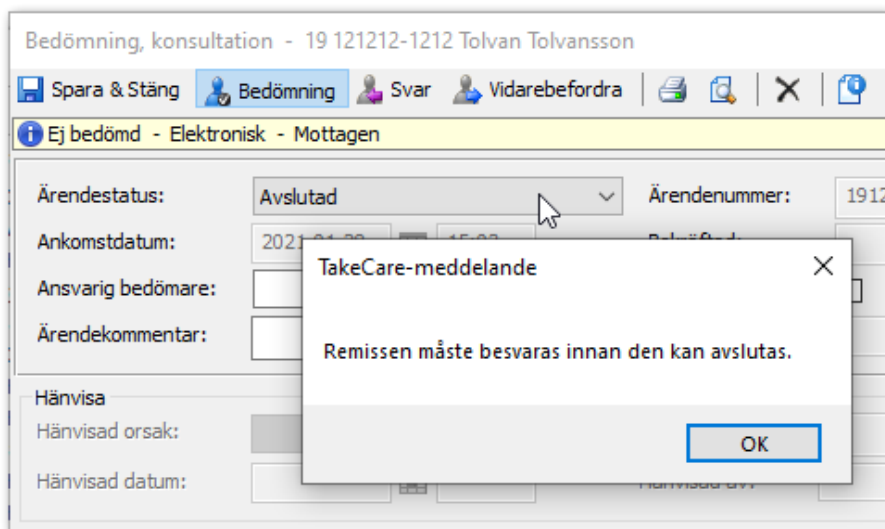 Bedömning, konsultation - 19 121212-1212 Tolvan Tolvansson
Spara & Stäng Bedömning Svar Vidarebefordra
Ej bedömd - Elektronisk - Mottagen
Ärendestatus: Avslutad Ärendenummer: 1912
Ankomstdatum:
TakeCare-meddelande
Ansvarig bedömare:
Ärendekommentar:
Remissen måste besvaras innan den kan avslutas.
Hänvisa
Hänvisad orsak:
OK
Hänvisad datum: